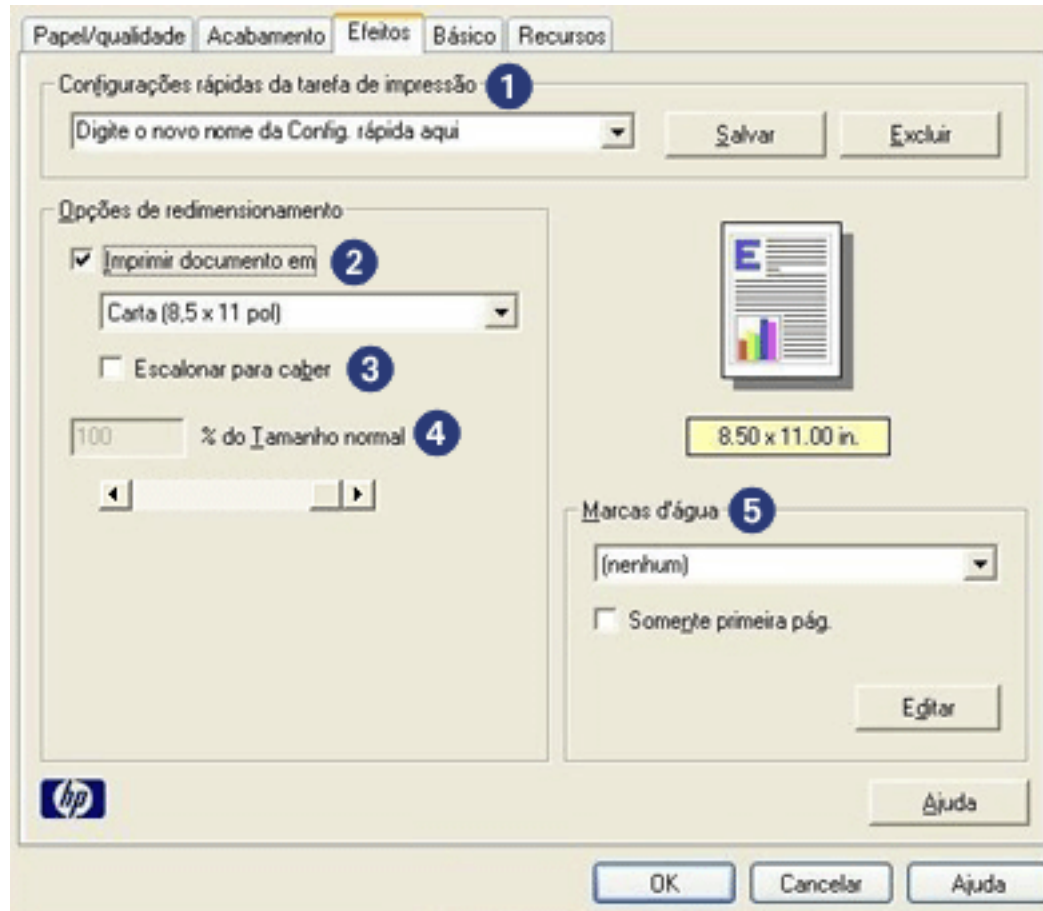 Papel/qualidade Acabamento Efeitos Básico Recursos
Configurações rápidas da tarefa de impressão 1
Digite o novo nome da Config. rápida aqui Salvar Excluir
Opções de redimensionamento
Imprimir documento em 2
Carta (8,5 x 11 pol)
Escalonar para caber 3
100 % do Tamanho normal 4
E
8.50 x 11.00 in.
Marcas d'água 5
(nenhum)
Somente primeira pág.
Editar
hp
Ajuda
OK Cancelar Ajuda